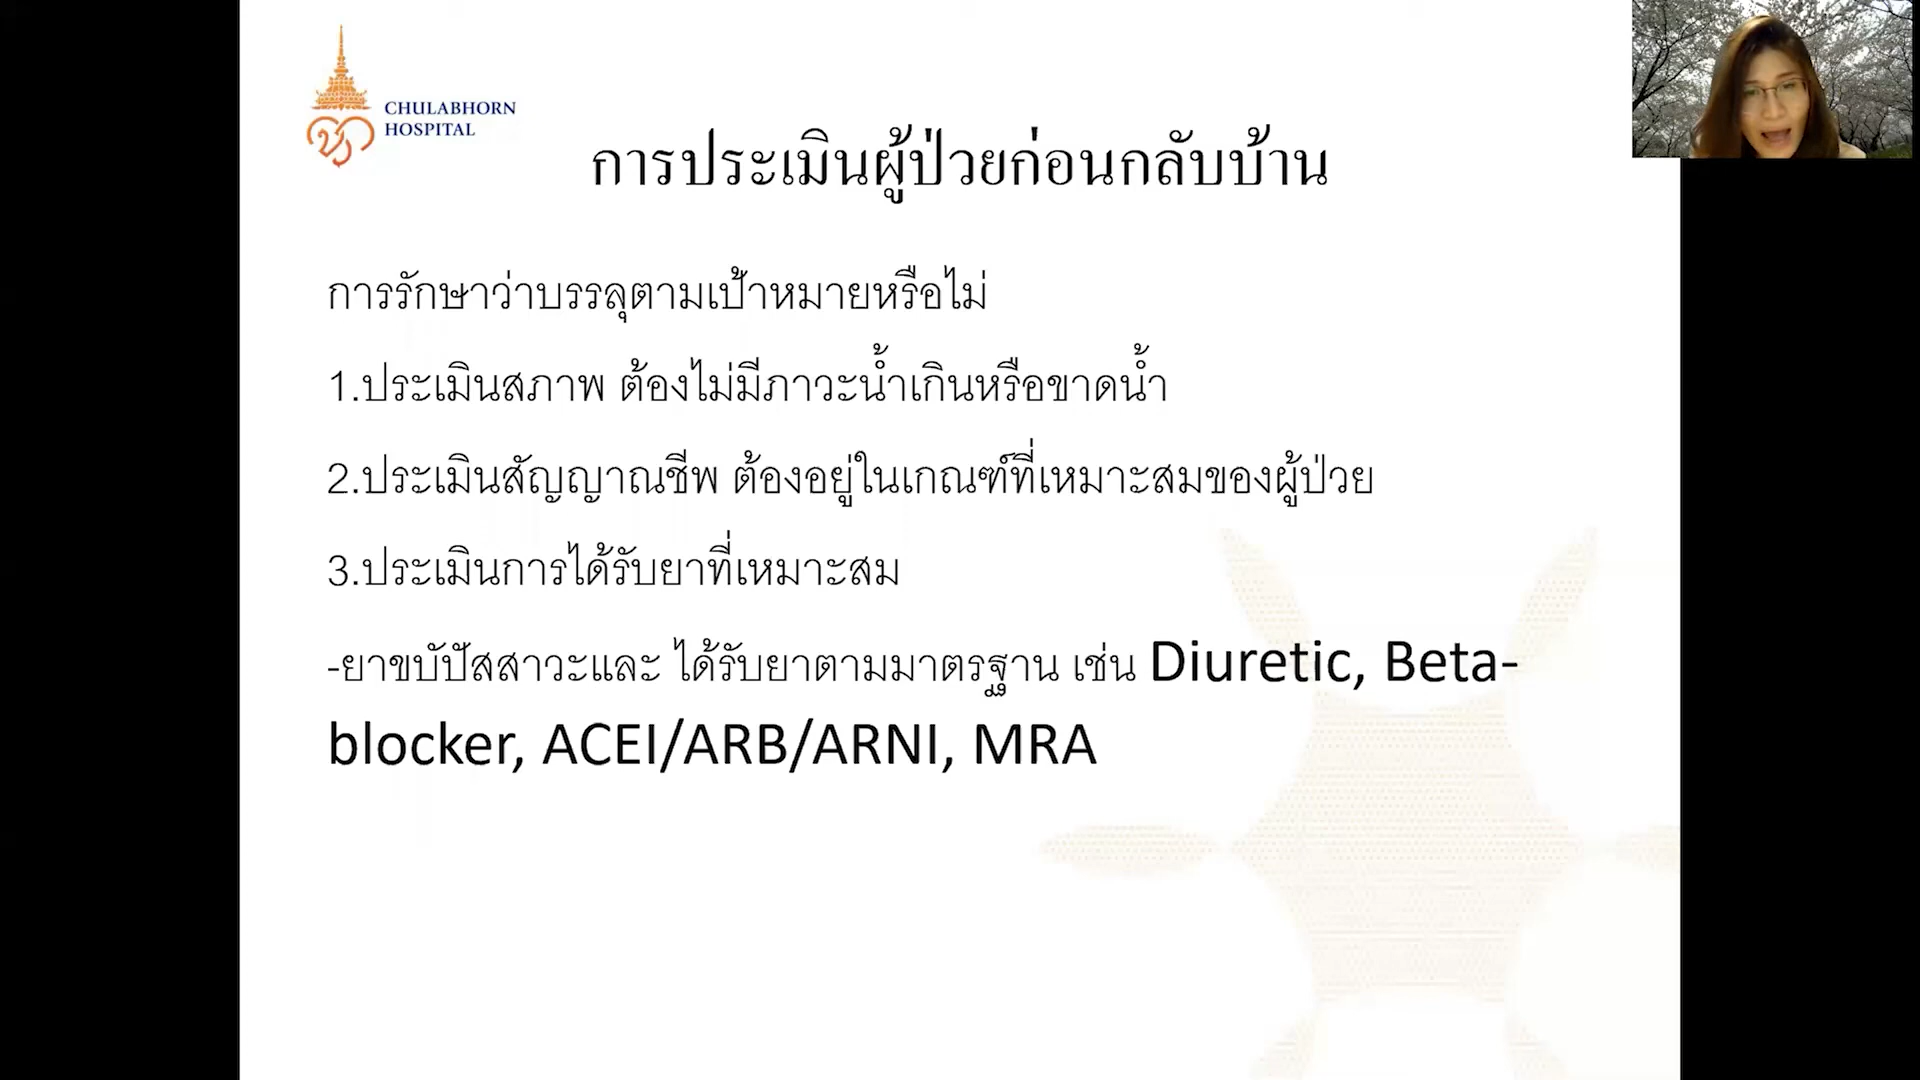 CHULABHORN
HOSPITAL
การประเมินผู้ป่วยก่อนกลับบ้าน
การรักษาว่าบรรลุตามเป้าหมายหรือไม่
1.ประเมินสภาพ ต้องไม่มีภาวะน้ำเกินหรือขาดน้ำ
2.ประเมินสัญญาณชีพ ต้องอยู่ในเกณฑ์ที่เหมาะสมของผู้ป่วย
3.ประเมินการได้รับยาที่เหมาะสม
-ยาขบัปัสสาวะและ ได้รับยาตามมาตรฐาน เช่น Diuretic, Beta-
blocker, ACEI/ARB/ARNI, MRA